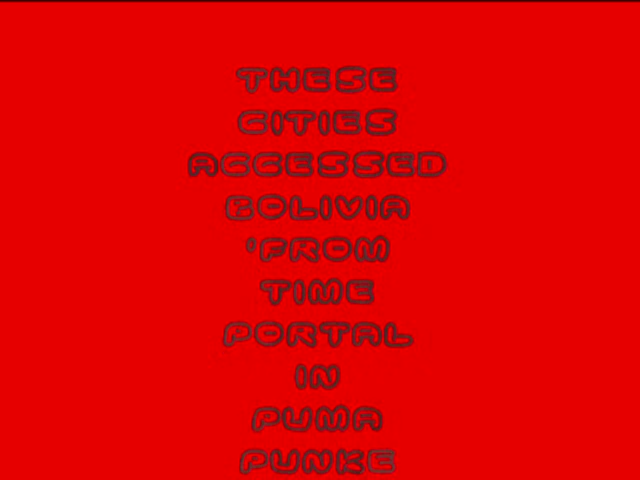 THESE
CITIES
ACCESSED
BOLIVIA
'FROM
TIME
PORTAL
IN
PUMA
PUNKE